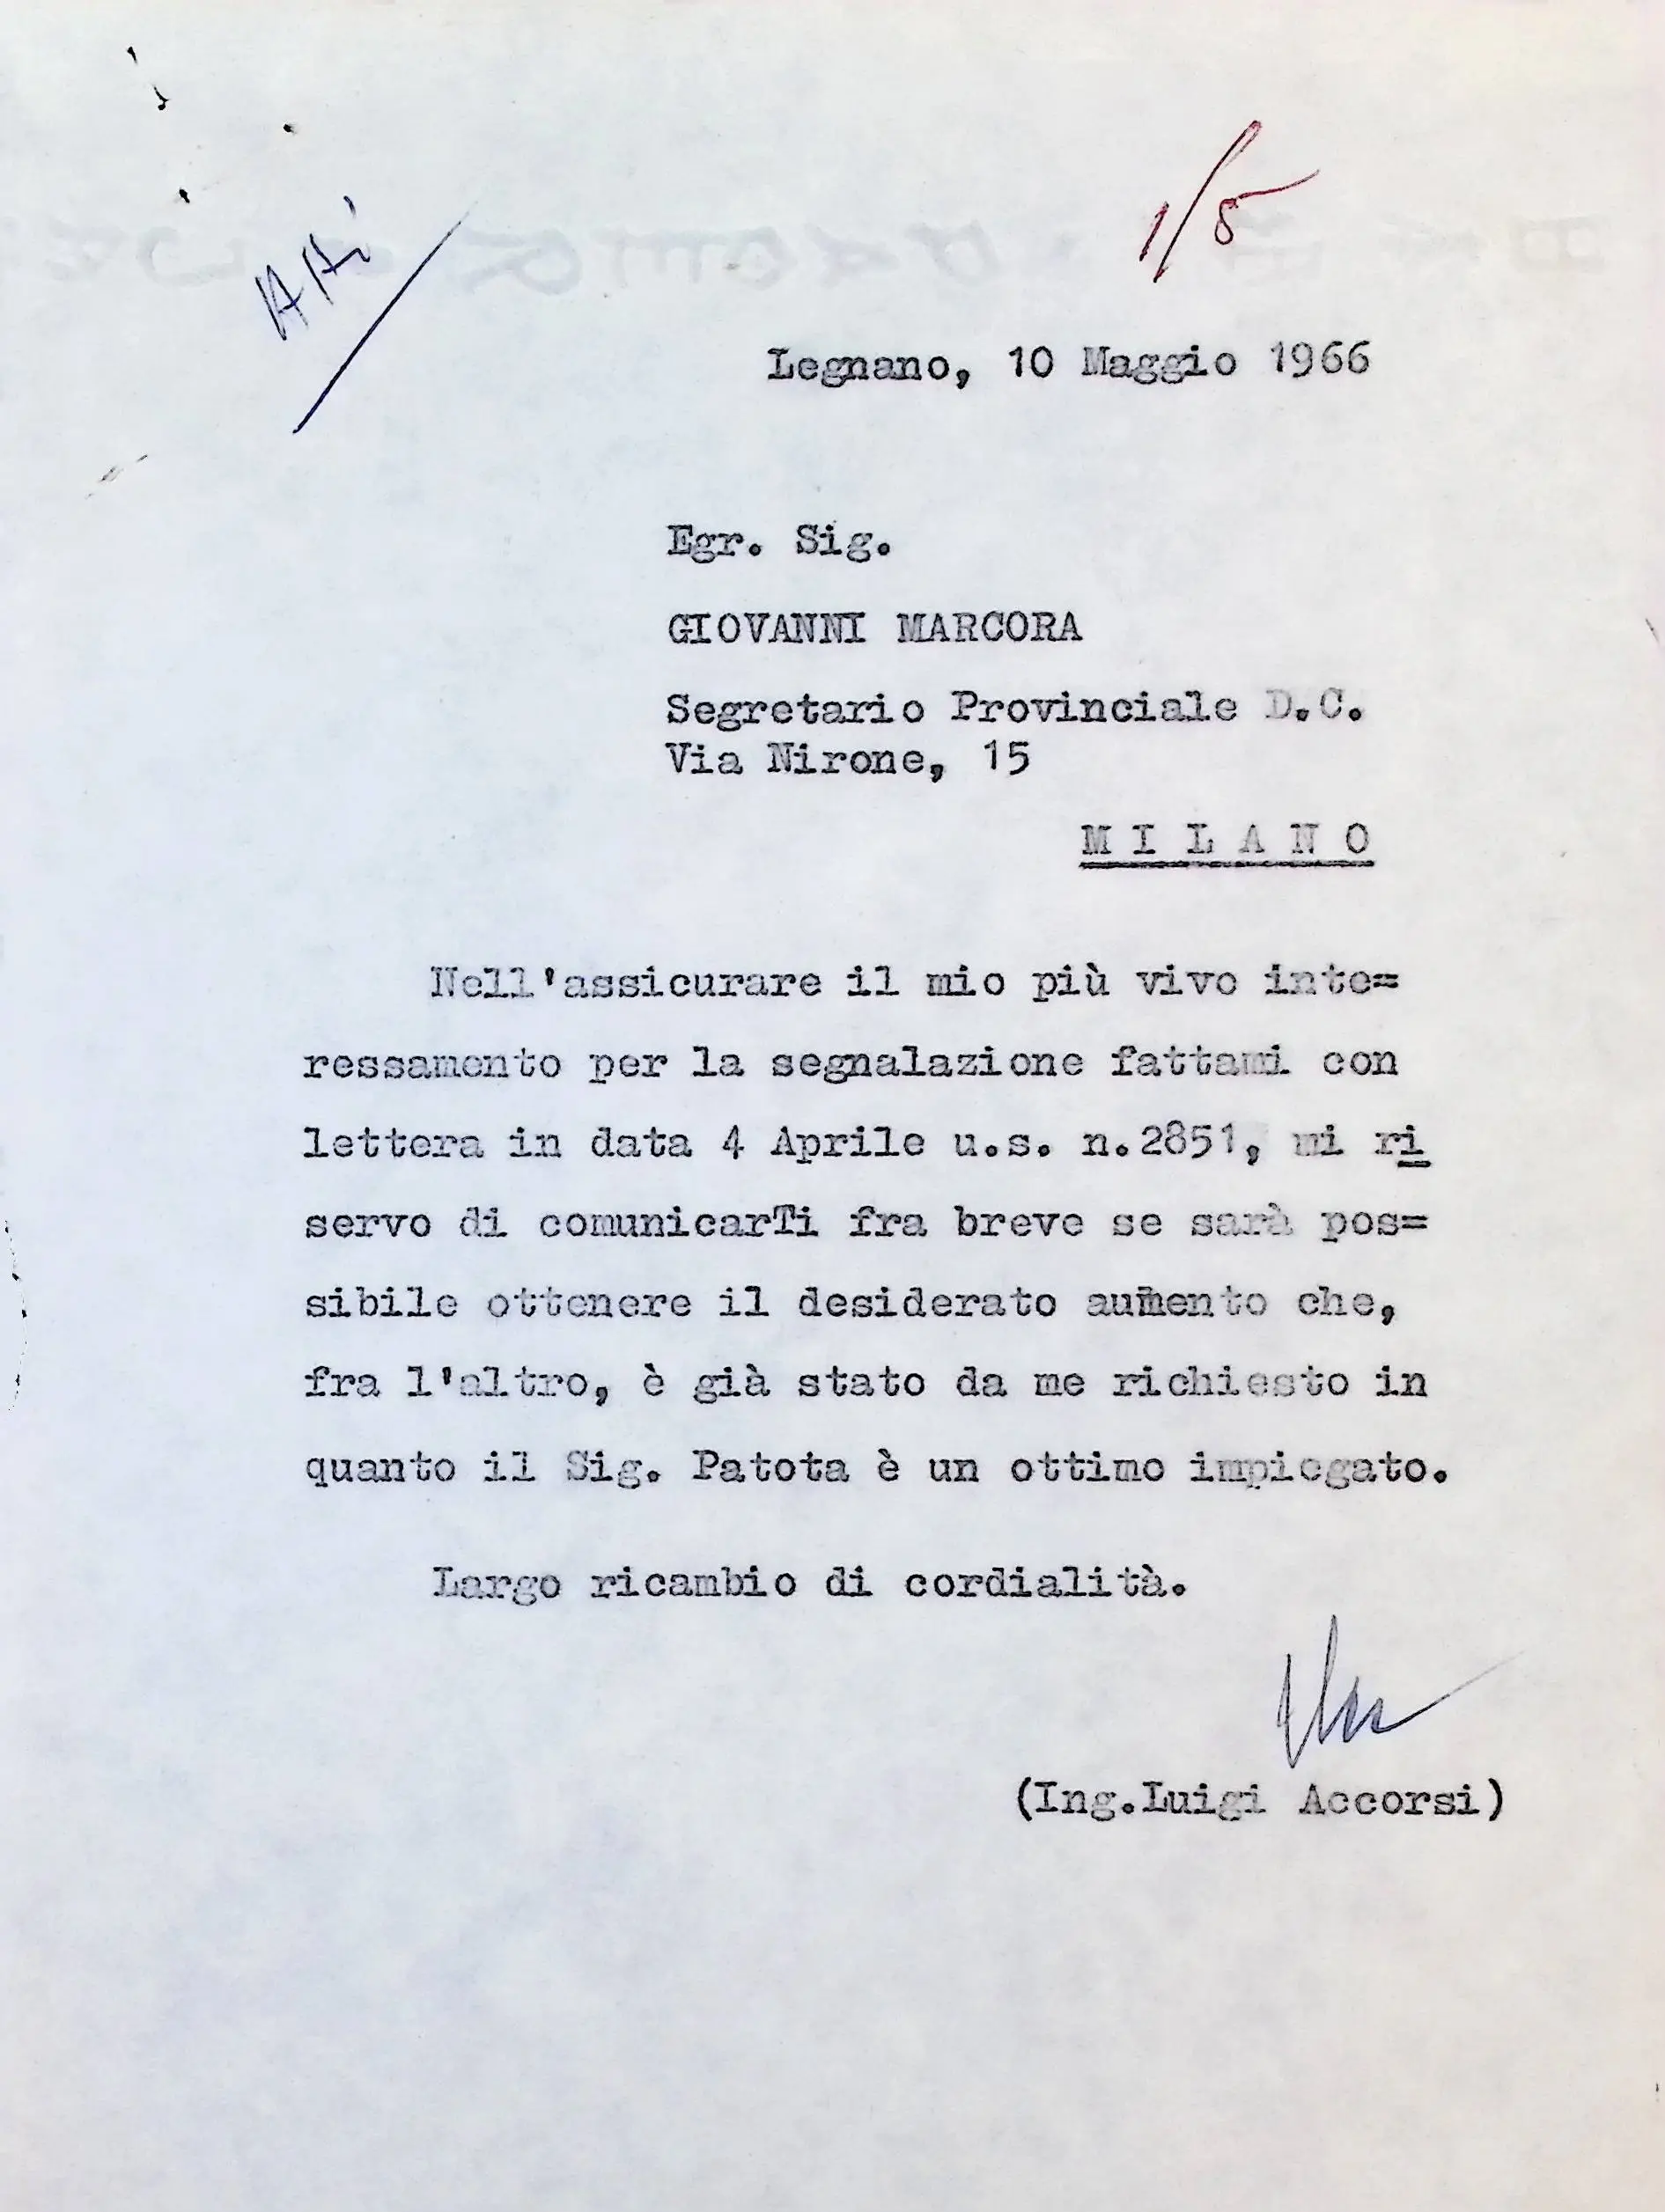 1/5
Legnano, 10 Maggio 1966
Egr. Sig.
GIOVANNI MARCORA
Segretario Provinciale D.C.
Via Nirone, 15
M I L A N O
Nell'assicurare il mio più vivo inte=
ressamento per la segnalazione fattami con
lettera in data 4 Aprile u.s. n.2851, mi ri
servo di comunicarTi fra breve se sarà pos=
sibile ottenere il desiderato aumento che,
fra l'altro, è già stato da me richiesto in
quanto il Sig. Patota è un ottimo impiegato.
Largo ricambio di cordialità.
(Ing.Luigi Accorsi)